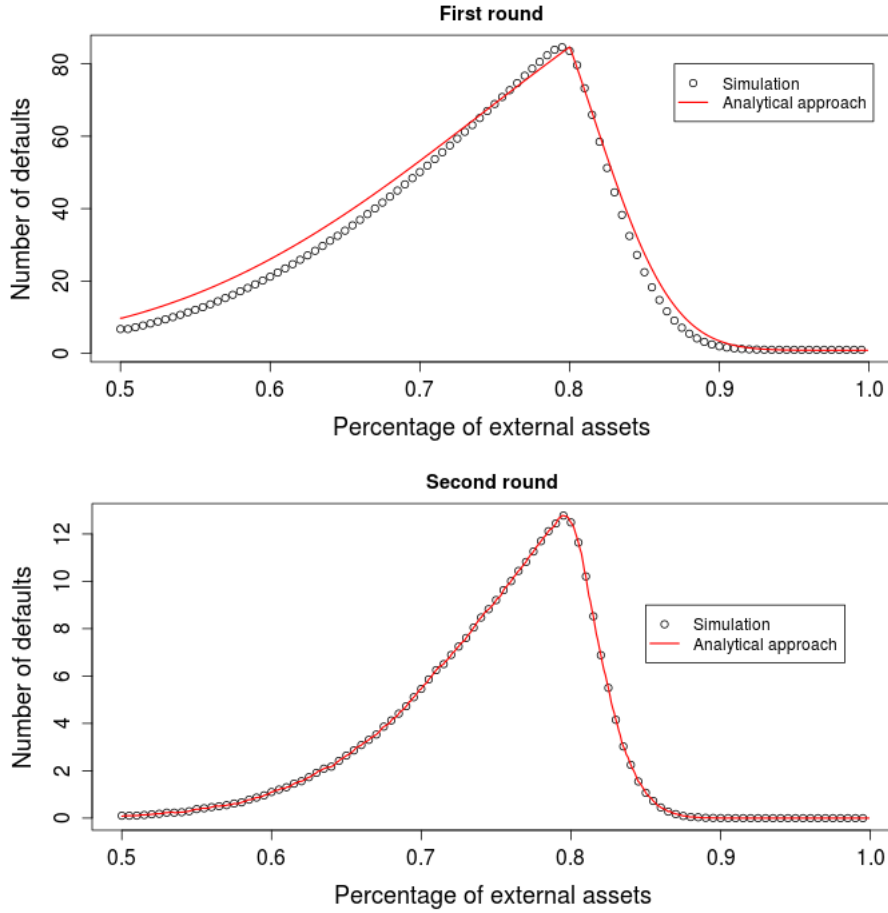 First round
Number of defaults
80
60
40
20
0
Simulation
Analytical approach
0.5 0.6 0.7 0.8 0.9 1.0
Percentage of external assets
Second round
Number of defaults
12
10
8
6
4
2
0
Simulation
Analytical approach
0.5 0.6 0.7 0.8 0.9 1.0
Percentage of external assets